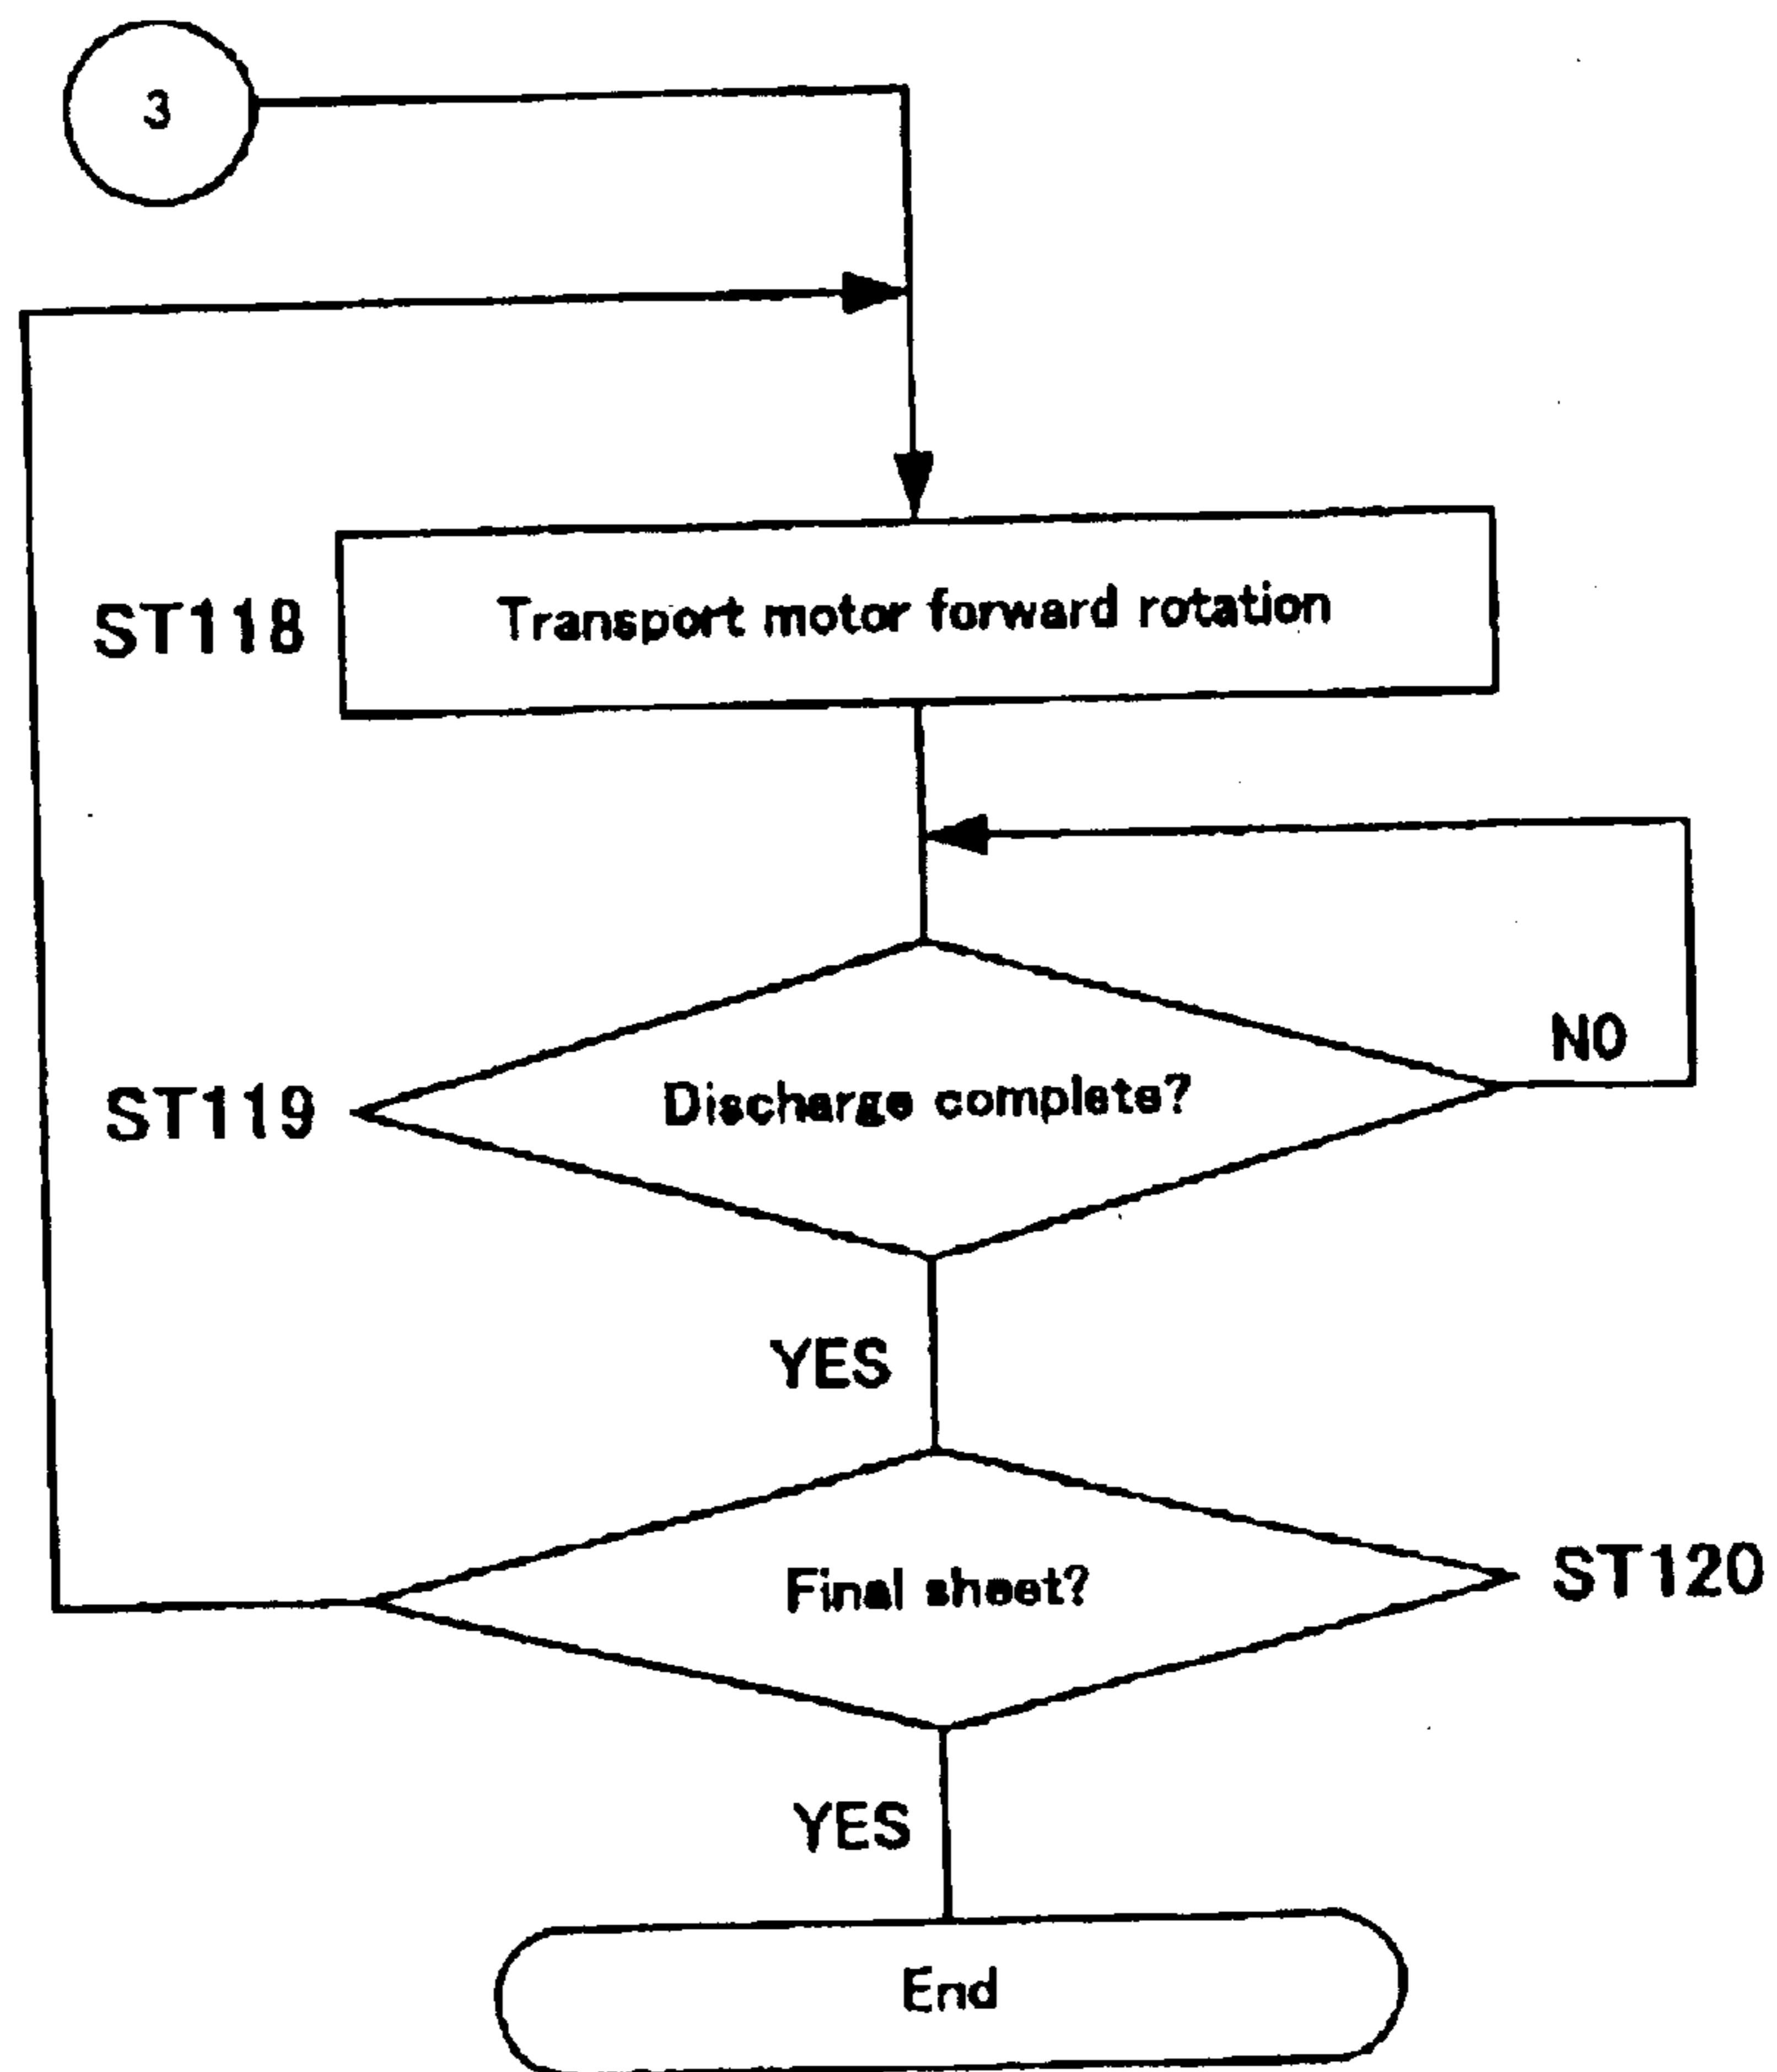 3
ST118
Transport motor forward rotation
NO
ST119
Discharge complete?
YES
Final sheet?
ST120
YES
End